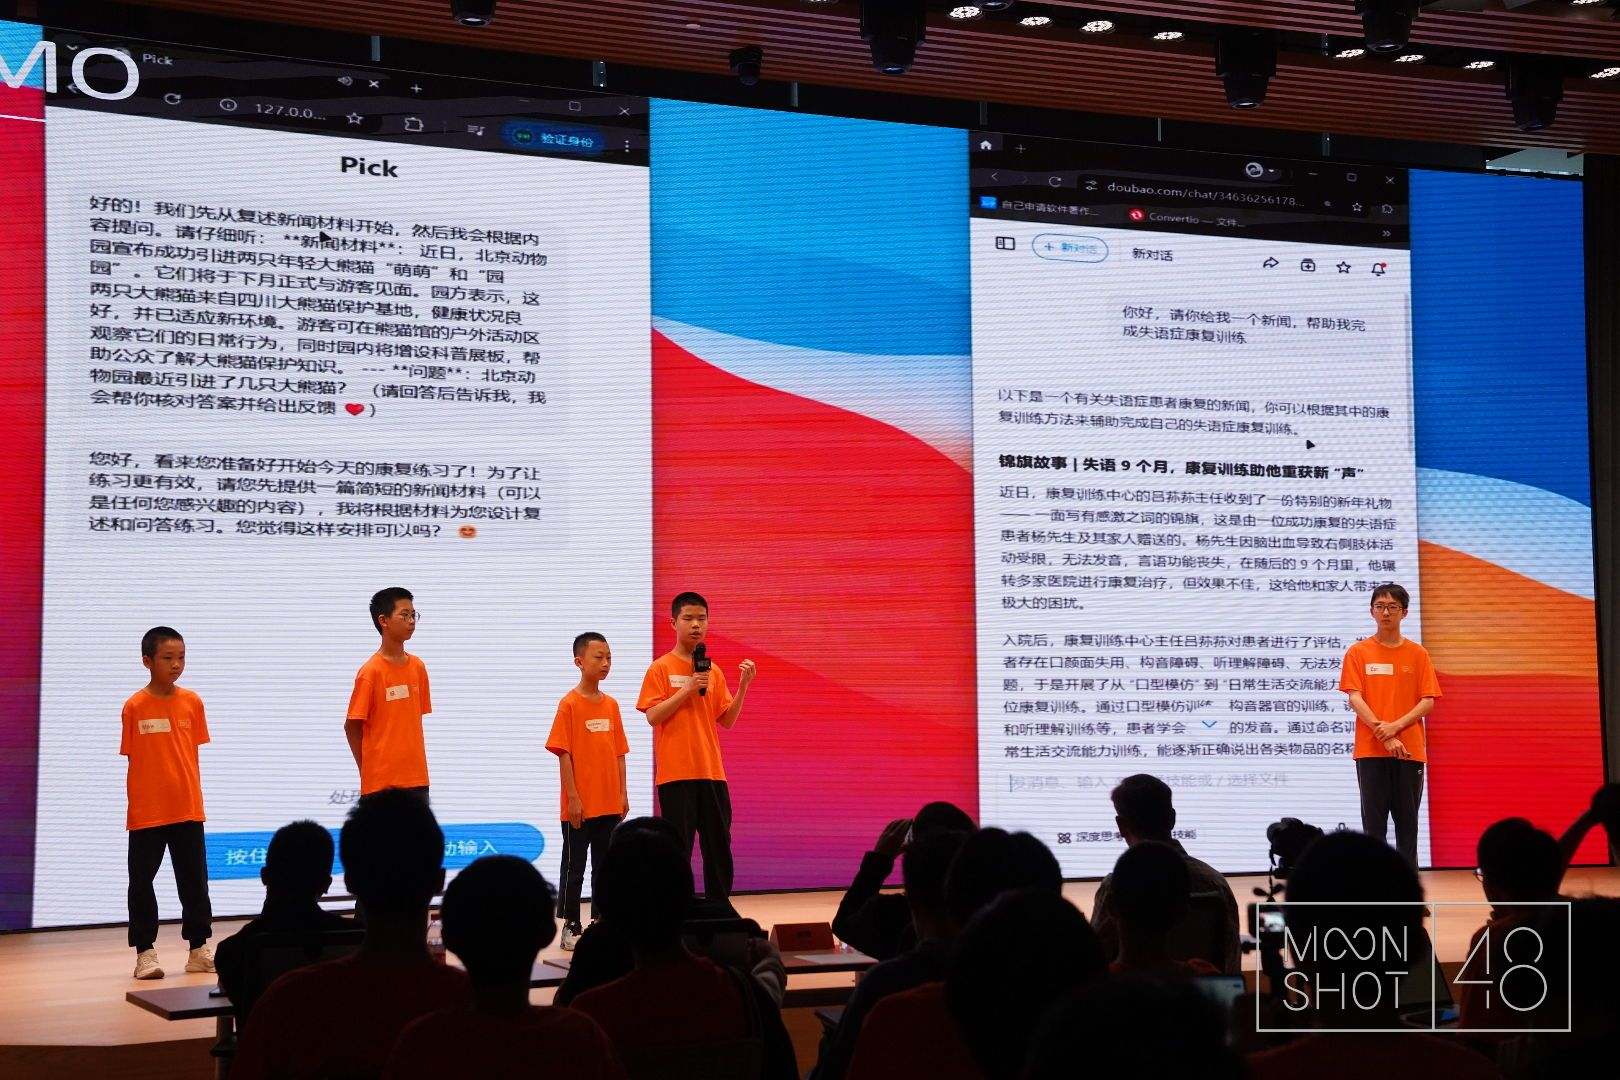 MO
Pick
127.0.0...
验证身份
Pick
好的！我们先从复述新闻材料开始，然后我会根据内
容提问。请仔细听： **新闻材料**： 近日，北京动物
园宣布成功引进两只年轻大熊猫“萌萌”和“园
园”。它们将于下月正式与游客见面。园方表示，这
两只大熊猫来自四川大熊猫保护基地，健康状况良
好，并已适应新环境。游客可在熊猫馆的户外活动区
观察它们的日常行为，同时园内将增设科普展板，帮
助公众了解大熊猫保护知识。 --- **问题**：北京动
物园最近引进了几只大熊猫？ （请回答后告诉我，我
会帮你核对答案并给出反馈 ❤️）
您好，看来您准备好开始今天的康复练习了！为了让
练习更有效，请您先提供一篇简短的新闻材料（可以
是任何您感兴趣的内容），我将根据材料为您设计复
述和问答练习。您觉得这样安排可以吗？ 😊
按住
动输入
doubao.com/chat/34636256178...
自己申请软件著作...
Convertio — 文件...
+ 新对话
新对话
你好，请你给我一个新闻，帮助我完
成失语症康复训练
以下是一个有关失语症患者康复的新闻，你可以根据其中的康
复训练方法来辅助完成自己的失语症康复训练。
锦旗故事 | 失语 9 个月，康复训练助他重获新“声”
近日，康复训练中心的吕荪荪主任收到了一份特别的新年礼物
—— 一面写有感激之词的锦旗，这是由一位成功康复的失语症
患者杨先生及其家人赠送的。杨先生因脑出血导致右侧肢体活
动受限，无法发音，言语功能丧失，在随后的 9 个月里，他辗
转多家医院进行康复治疗，但效果不佳，这给他和家人带来了
极大的困扰。
入院后，康复训练中心主任吕荪荪对患者进行了评估，
者存在口颜面失用、构音障碍、听理解障碍、无法发
题，于是开展了从“口型模仿”到“日常生活交流能力
位康复训练。通过口型模仿训练 构音器官的训练，
和听理解训练等，患者学会 的发音。通过命名训
常生活交流能力训练，能逐渐正确说出各类物品的名称
发消息、输入 技能或 / 选择文件
深度思考 技能
Mike
MOON
SHOT
48